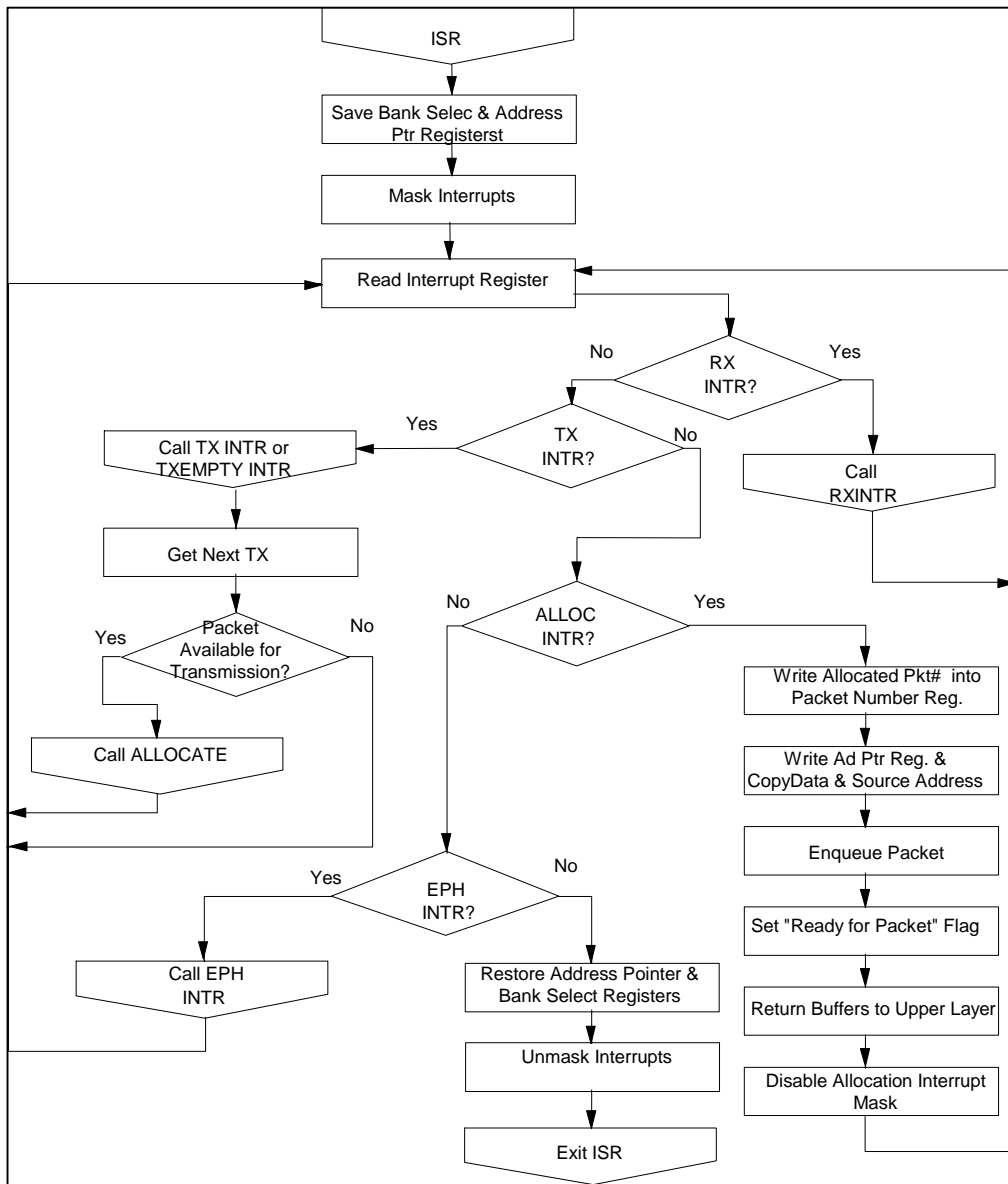 ISR
Save Bank Selec & Address
Ptr Registerst
Mask Interrupts
Read Interrupt Register
No
RX
INTR?
Yes
Yes
TX
INTR?
No
Call TX INTR or
TXEMPTY INTR
Call
RXINTR
Get Next TX
No
ALLOC
INTR?
Yes
Yes
Packet
Available for
Transmission?
No
Write Allocated Pkt# into
Packet Number Reg.
Call ALLOCATE
Write Ad Ptr Reg. &
CopyData & Source Address
Enqueue Packet
Yes
EPH
INTR?
No
Set "Ready for Packet" Flag
Call EPH
INTR
Restore Address Pointer &
Bank Select Registers
Return Buffers to Upper Layer
Unmask Interrupts
Disable Allocation Interrupt
Mask
Exit ISR